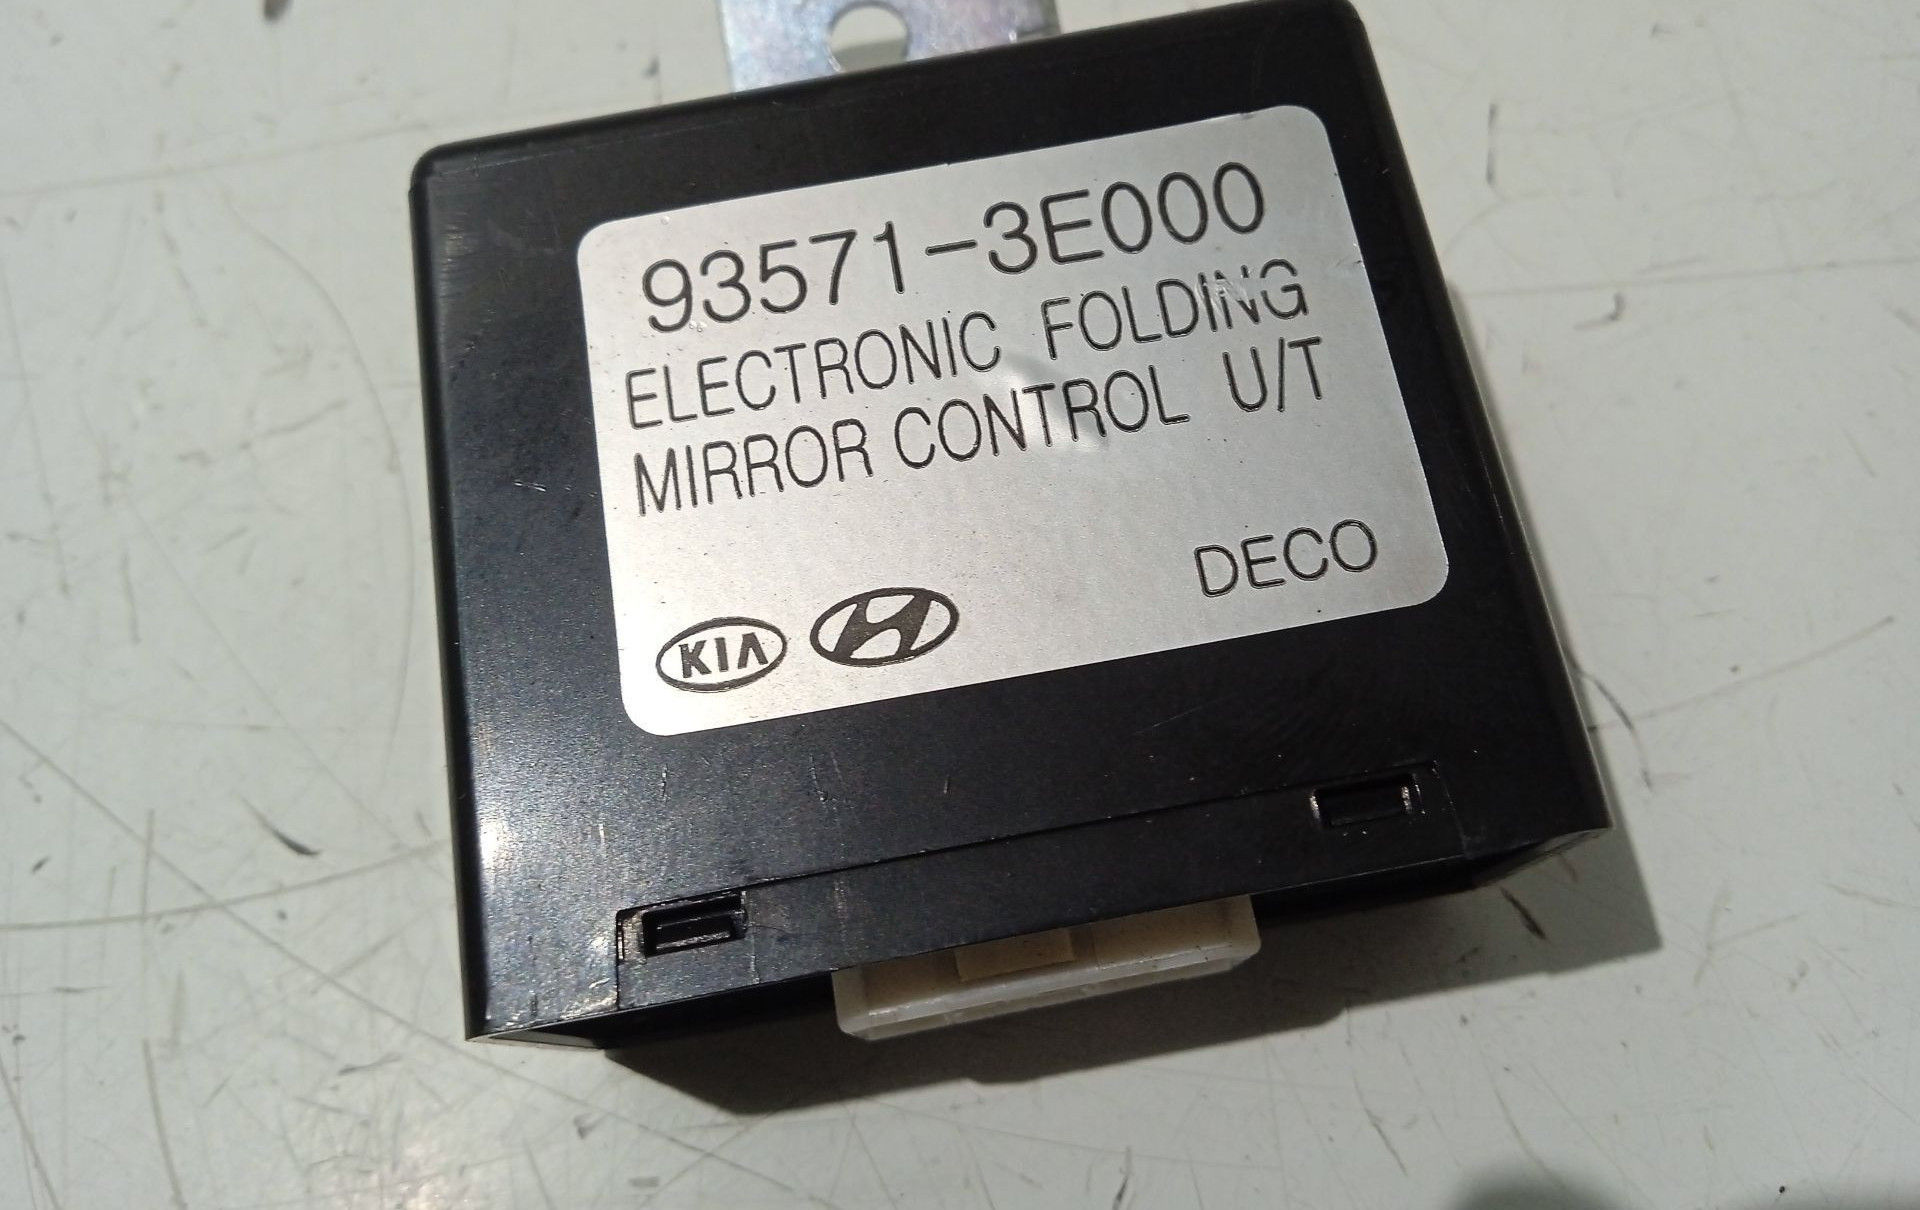 93571-3E000
ELECTRONIC FOLDING
MIRROR CONTROL U/T
DECO
KIA